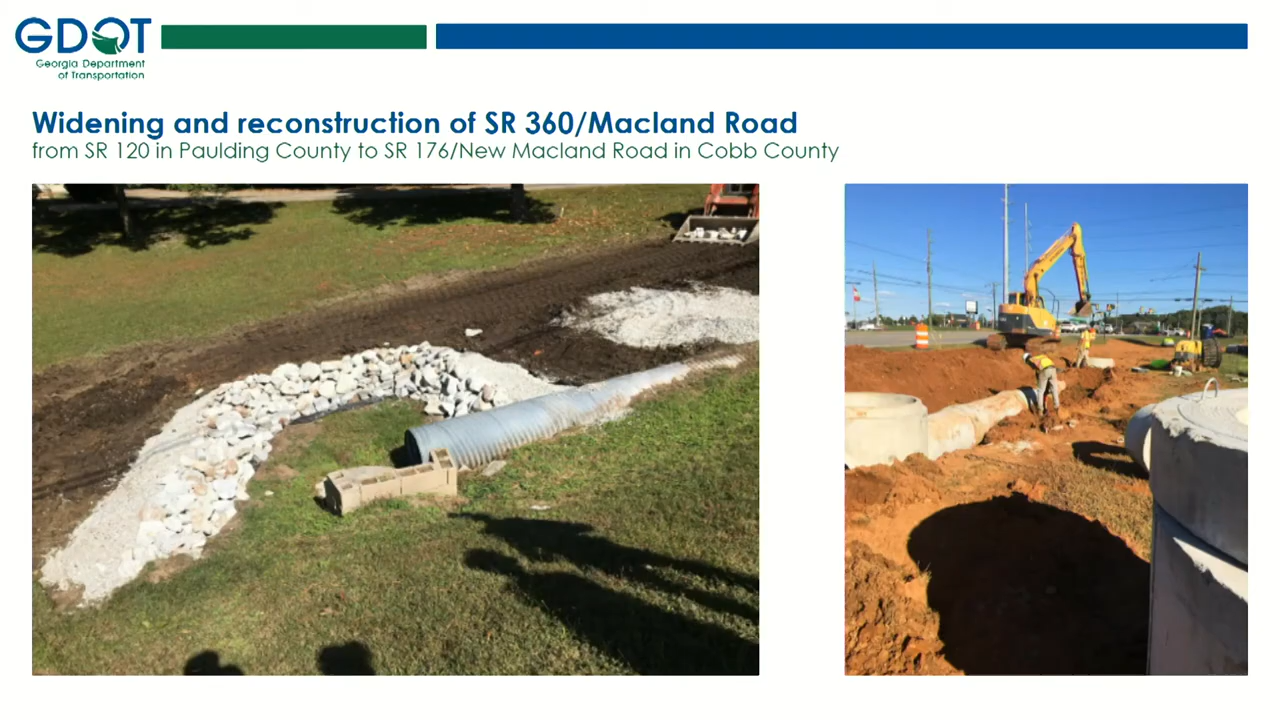 GDOT
Georgia Department
of Transportation
Widening and reconstruction of SR 360/Macland Road
from SR 120 in Paulding County to SR 176/New Macland Road in Cobb County